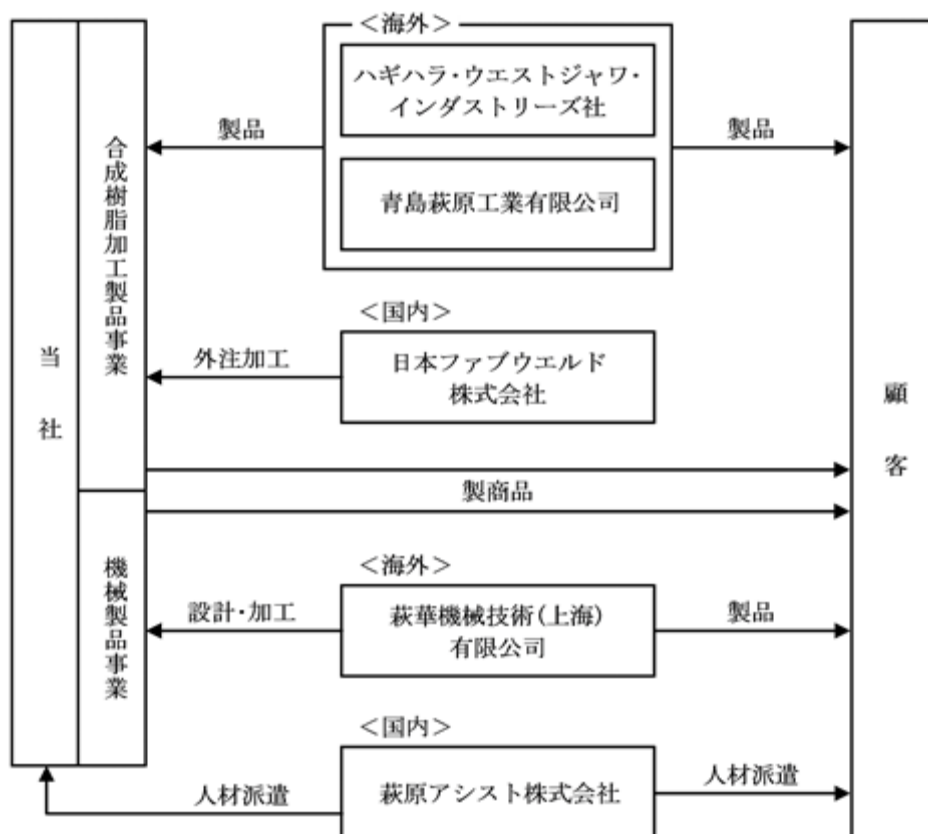 ＜海外＞
ハギハラ・ウエストジャワ・
インダストリーズ社
製品
製品
青島萩原工業有限公司
合成樹脂加工製品事業
＜国内＞
日本ファブウエルド
株式会社
外注加工
当社
顧客
製商品
機械製品事業
＜海外＞
萩華機械技術(上海)
有限公司
設計・加工
製品
＜国内＞
萩原アシスト株式会社
人材派遣
人材派遣